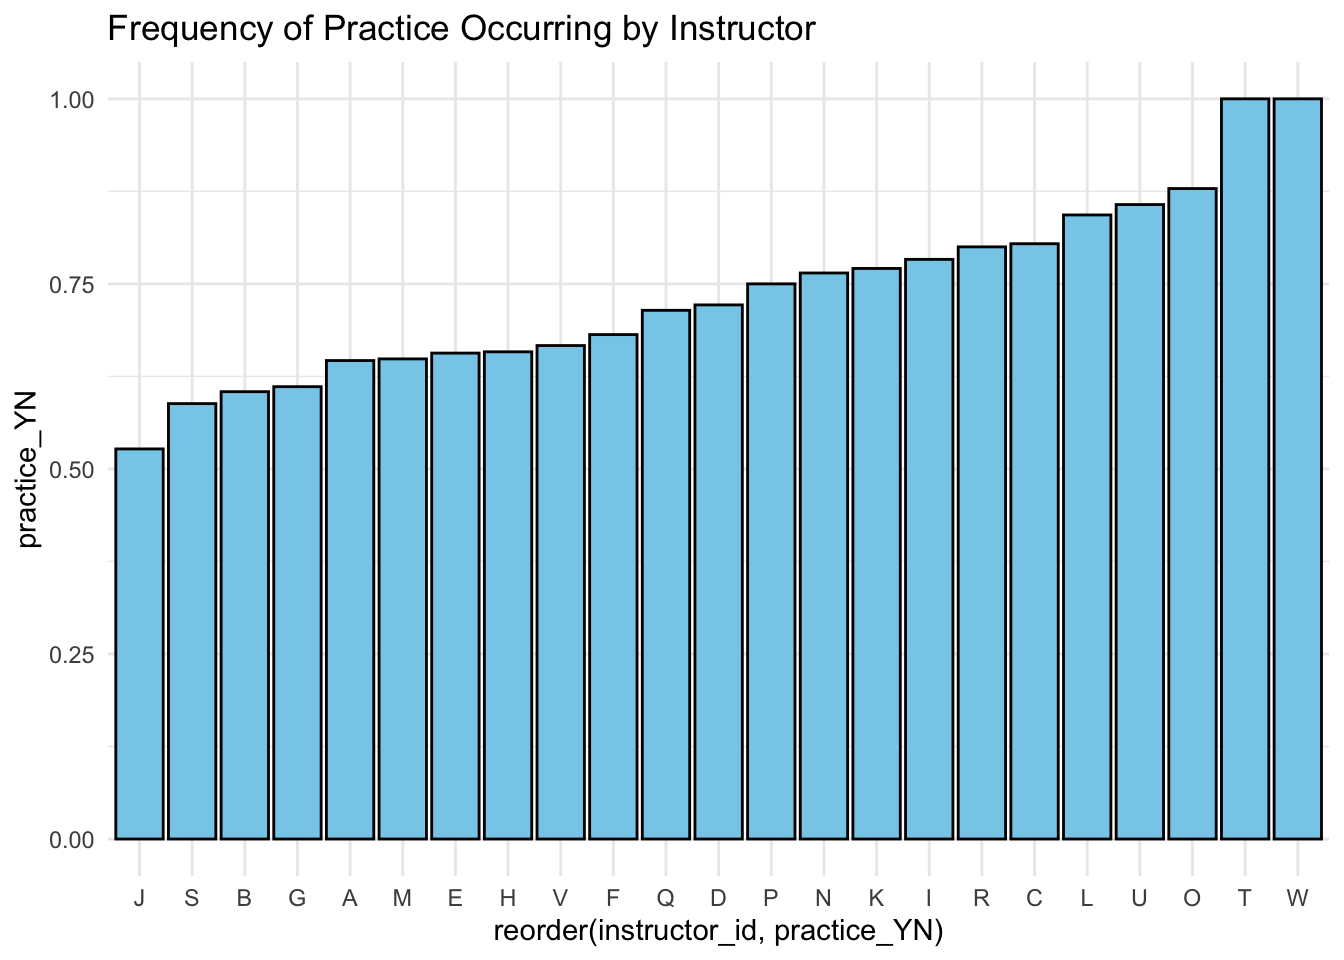 Frequency of Practice Occurring by Instructor
1.00
0.75
0.50
0.25
0.00
practice_YN
J S B G A M E H V F Q D P N K I R C L U O T W
reorder(instructor_id, practice_YN)